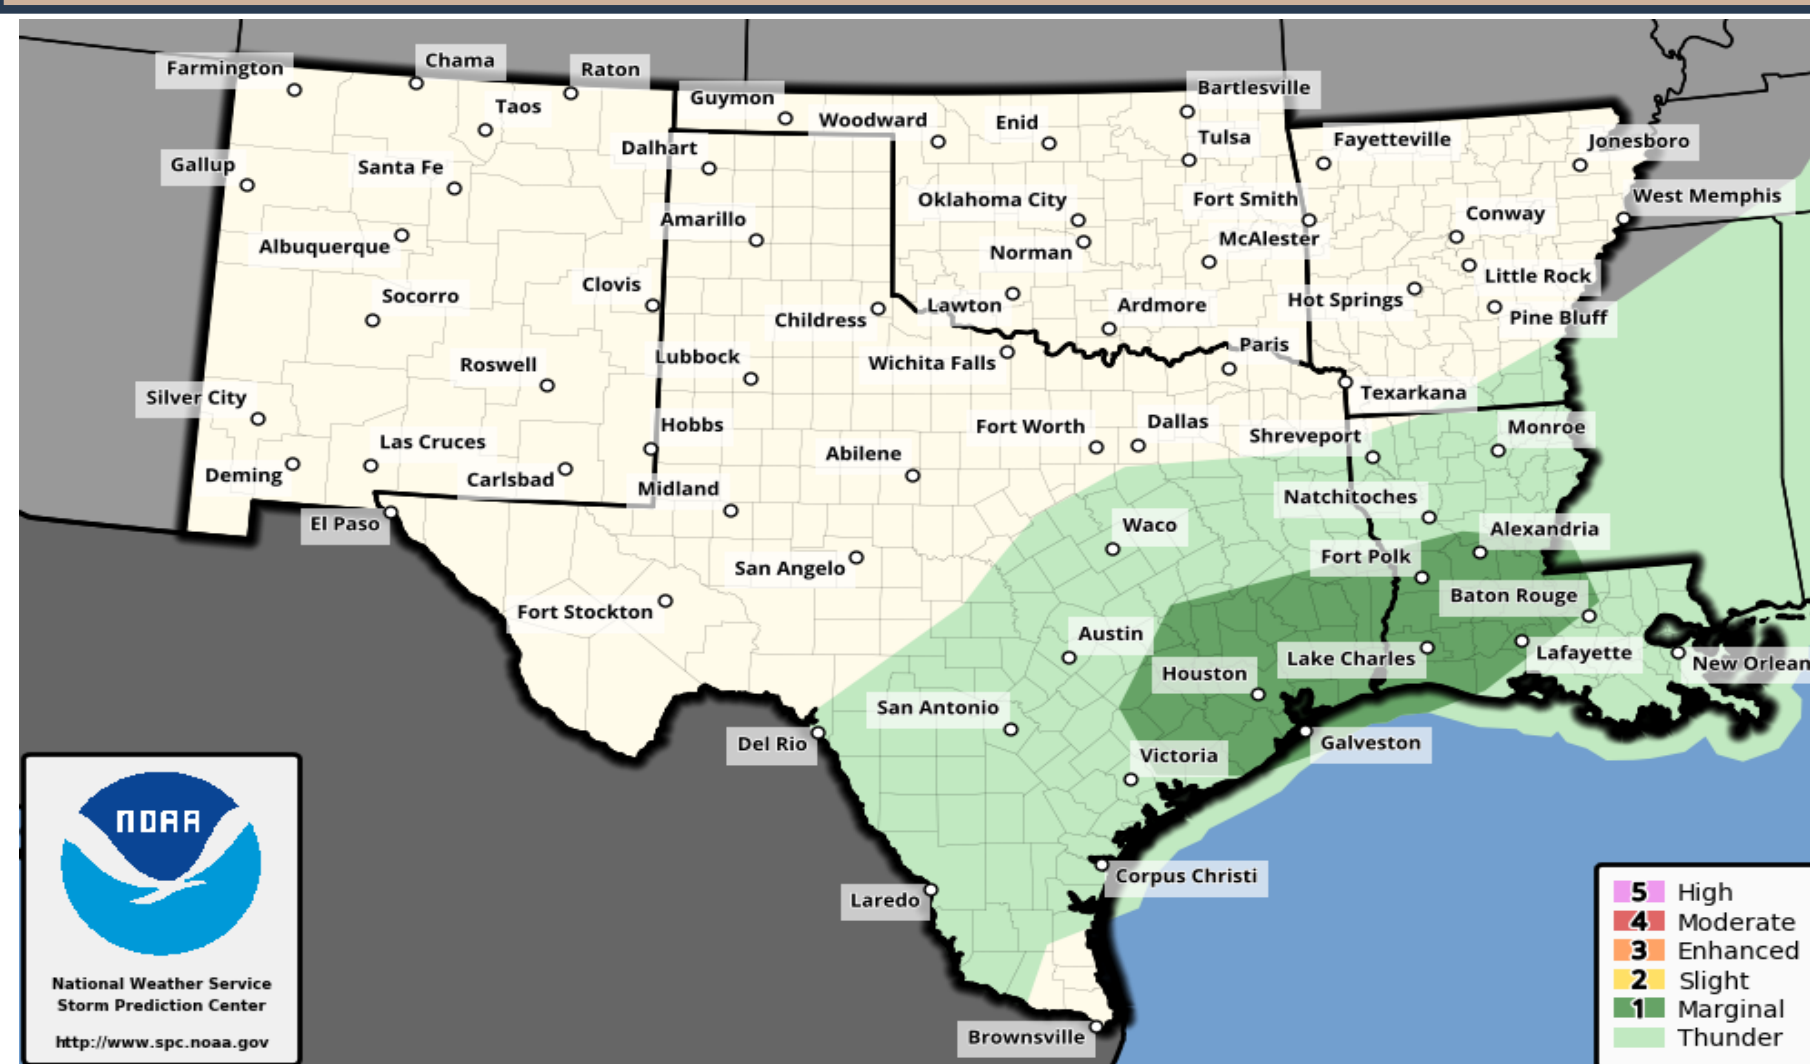 Farmington
Chama
Raton
Taos
Guymon
Woodward
Enid
Bartlesville
Tulsa
Fayetteville
Jonesboro
Gallup
Santa Fe
Dalhart
Oklahoma City
Fort Smith
Conway
West Memphis
Albuquerque
Amarillo
Norman
McAlester
Little Rock
Socorro
Clovis
Childress
Lawton
Ardmore
Hot Springs
Pine Bluff
Roswell
Lubbock
Wichita Falls
Paris
Texarkana
Silver City
Las Cruces
Hobbs
Abilene
Fort Worth
Dallas
Shreveport
Monroe
Deming
Carlsbad
Midland
Natchitoches
El Paso
Waco
Alexandria
San Angelo
Fort Polk
Fort Stockton
Baton Rouge
Austin
Houston
Lake Charles
Lafayette
New Orlean
San Antonio
Del Rio
Victoria
Galveston
Laredo
Corpus Christi
Brownsville
NOAA
National Weather Service
Storm Prediction Center
http://www.spc.noaa.gov
5 High
4 Moderate
3 Enhanced
2 Slight
1 Marginal
Thunder